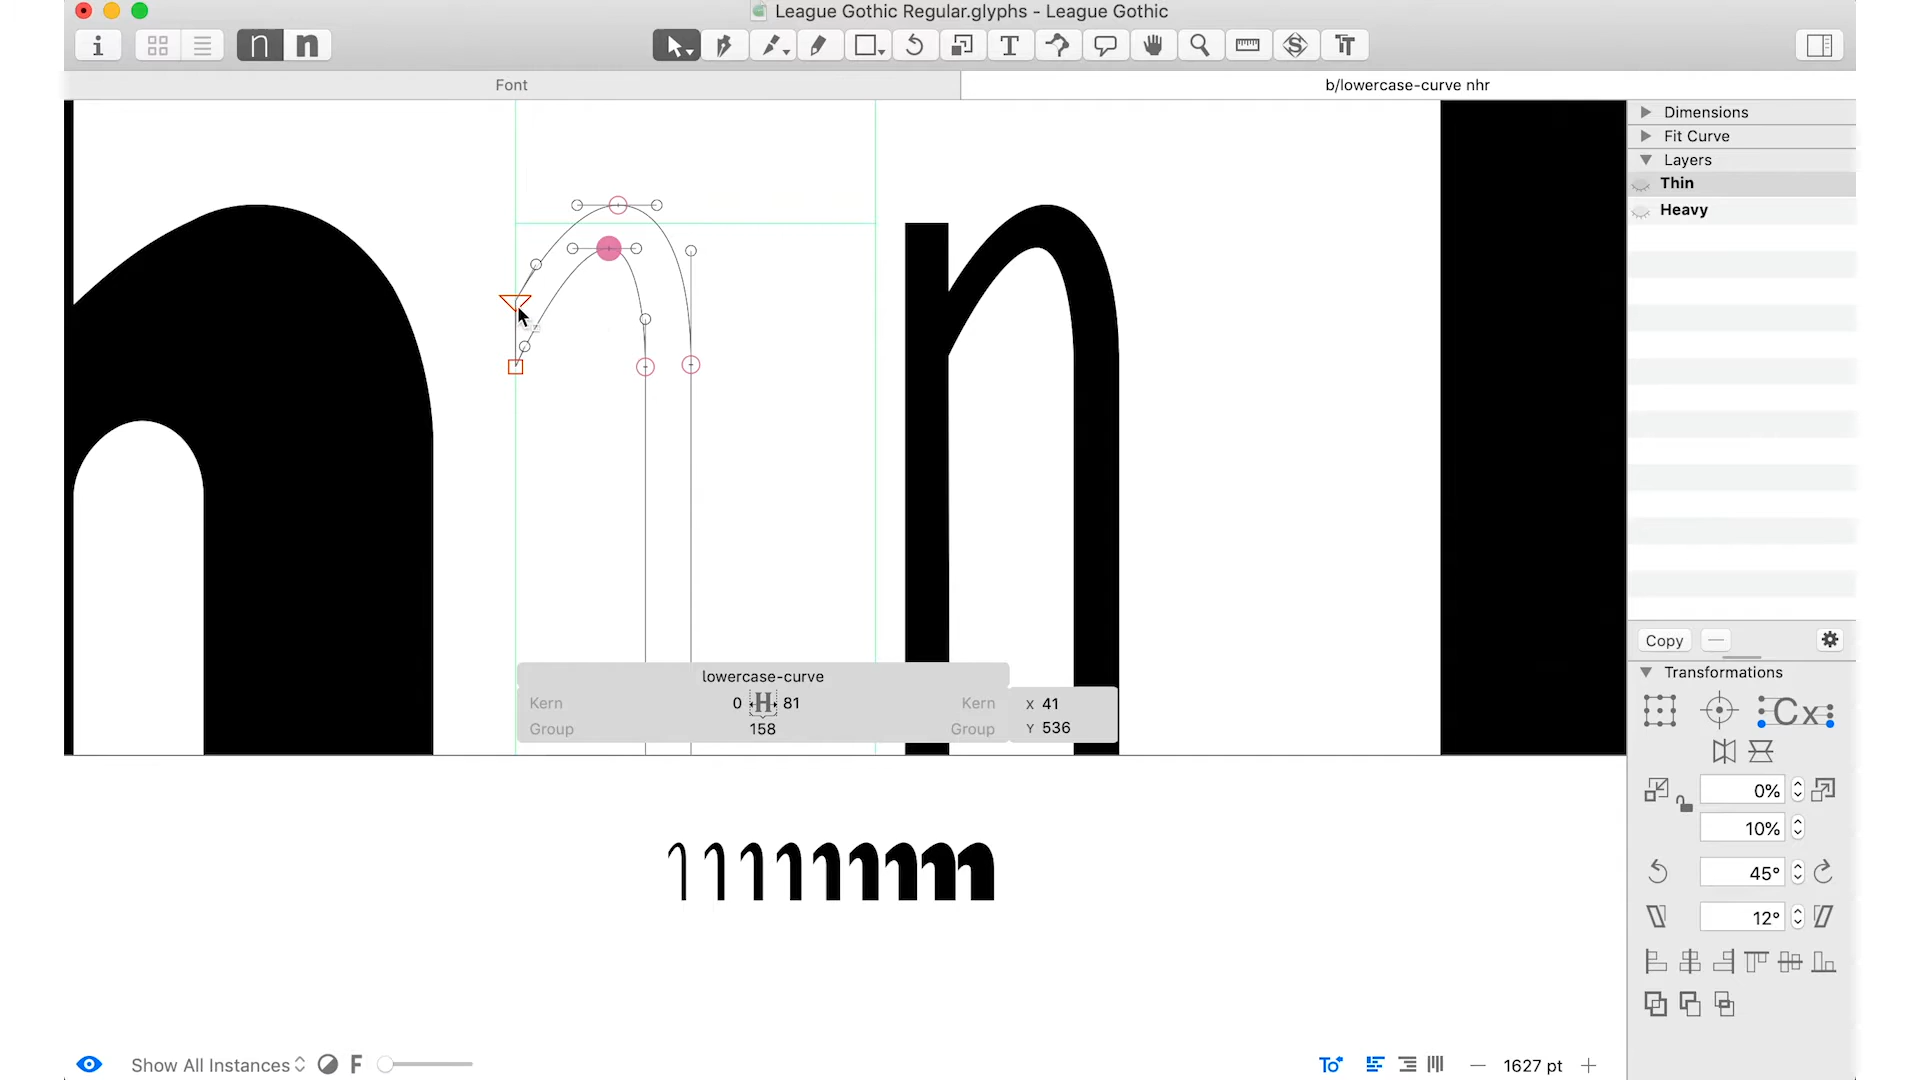 League Gothic Regular.glyphs - League Gothic
n n
T
S
Font
b/lowercase-curve nhr
Dimensions
Fit Curve
Layers
Thin
Heavy
n
lowercase-curve
Kern 0 H 81 Kern
Group 158 Group
X 41
Y 536
Copy
Transformations
Cx
0%
10%
45°
12°
Show All Instances
F
1627 pt